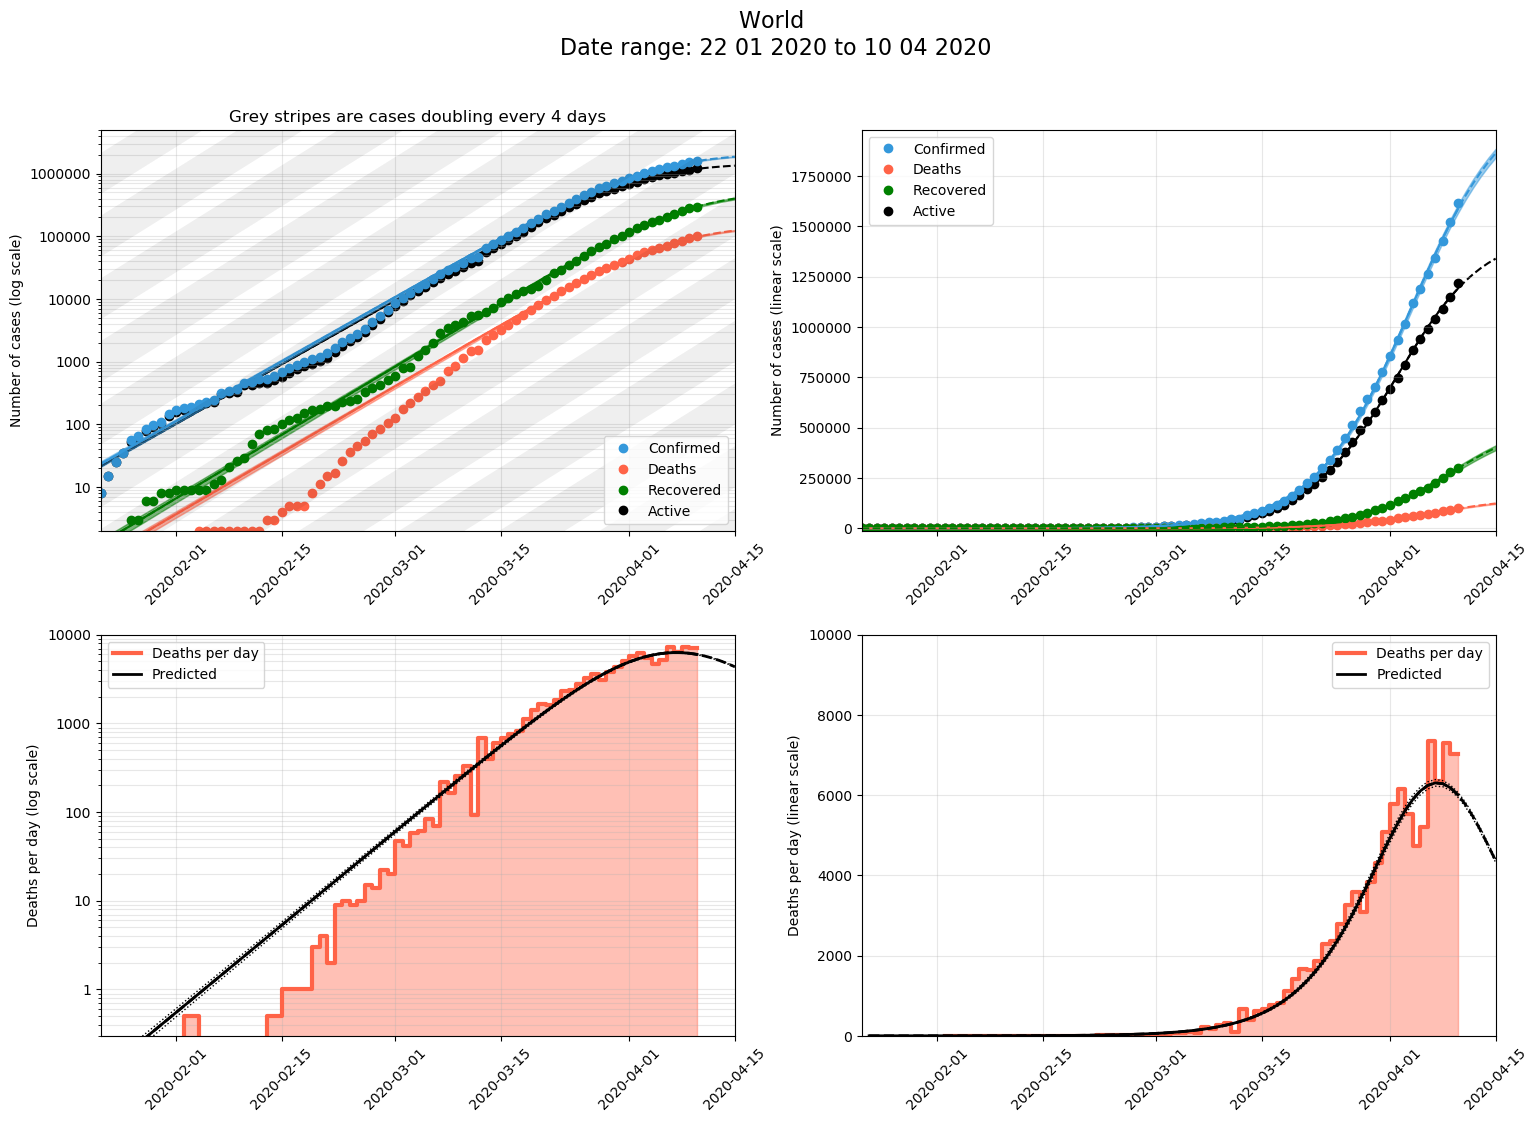 World
Date range: 22 01 2020 to 10 04 2020
Grey stripes are cases doubling every 4 days
Number of cases (log scale)
1000000
100000
10000
1000
100
10
Confirmed
Deaths
Recovered
Active
2020-02-01
2020-02-15
2020-03-01
2020-03-15
2020-04-01
2020-04-15
Number of cases (linear scale)
1750000
1500000
1250000
1000000
750000
500000
250000
0
Confirmed
Deaths
Recovered
Active
2020-02-01
2020-02-15
2020-03-01
2020-03-15
2020-04-01
2020-04-15
Deaths per day (log scale)
10000
1000
100
10
1
Deaths per day
Predicted
2020-02-01
2020-02-15
2020-03-01
2020-03-15
2020-04-01
2020-04-15
Deaths per day (linear scale)
10000
8000
6000
4000
2000
0
Deaths per day
Predicted
2020-02-01
2020-02-15
2020-03-01
2020-03-15
2020-04-01
2020-04-15